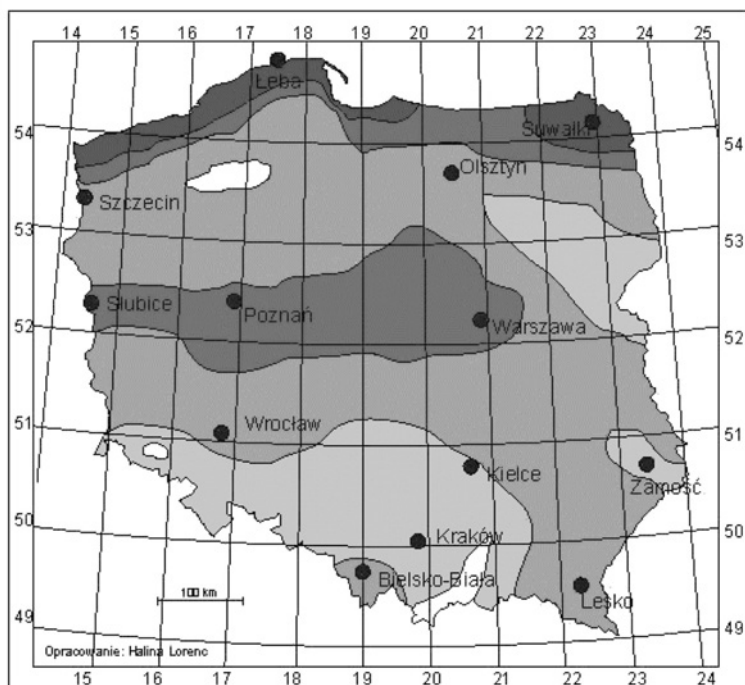 14 15 16 17 18 19 20 21 22 23 24 25
Łeba
Suwałki
54 54
Olsztyn
Szczecin
53 53
Słubice
Poznań
Warszawa
52 52
51 51
Wrocław
Kielce
Zamość
50 50
Kraków
Bielsko-Biała
Lesko
100 km
49 49
Opracowanie: Halina Lorenc
15 16 17 18 19 20 21 22 23 24